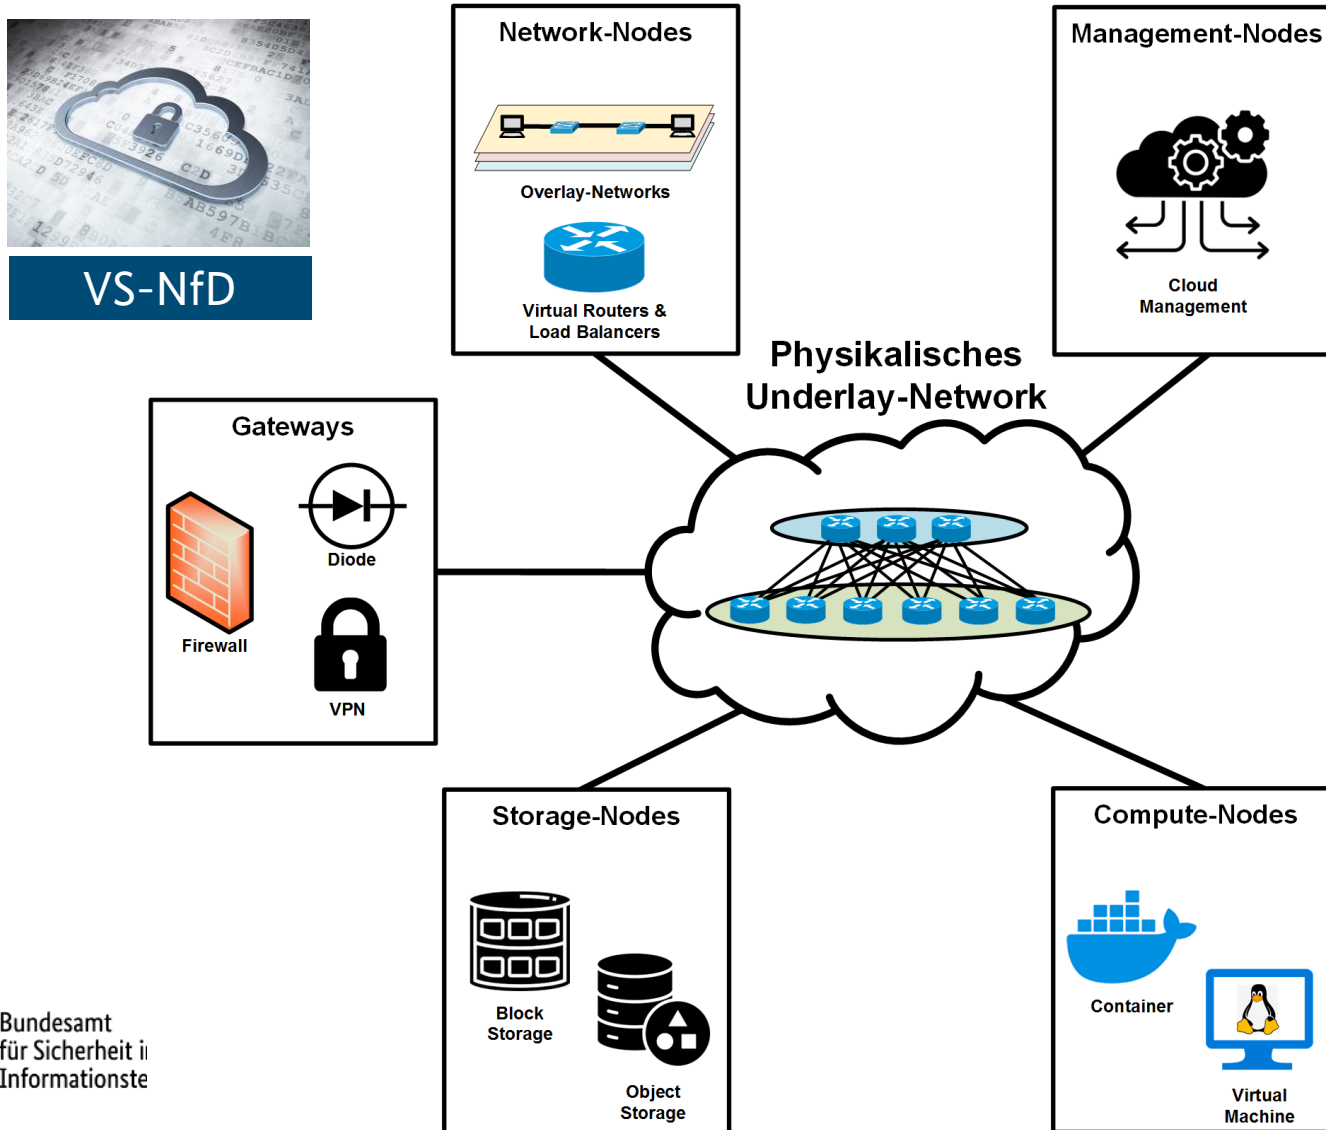 VS-NfD
Network-Nodes
Overlay-Networks
Virtual Routers &
Load Balancers
Management-Nodes
Cloud
Management
Physikalisches
Underlay-Network
Gateways
Diode
Firewall
VPN
Storage-Nodes
Block
Storage
Object
Storage
Compute-Nodes
Container
Virtual
Machine
Bundesamt
für Sicherheit i
Informationste